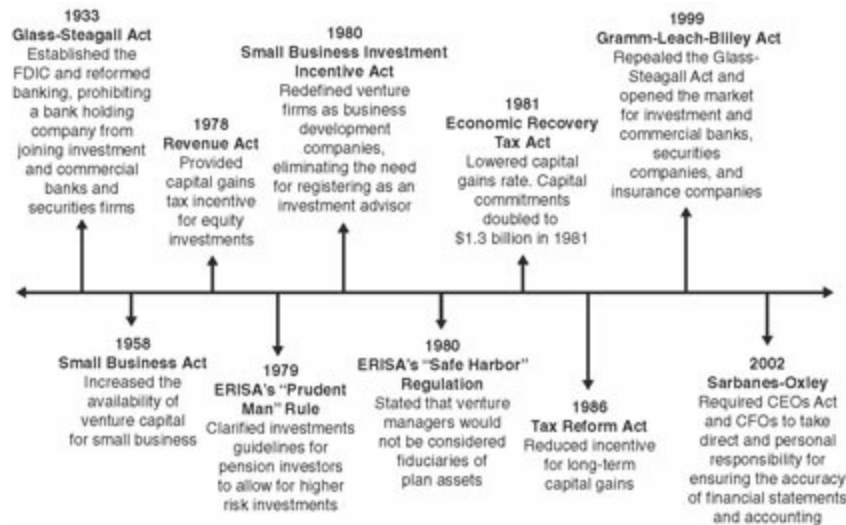 1933
Glass-Steagall Act
Established the
FDIC and reformed
banking, prohibiting
a bank holding
company from
joining investment
and commercial
banks and
securities firms
1978
Revenue Act
Provided
capital gains
tax incentive
for equity
investments
1980
Small Business Investment
Incentive Act
Redefined venture
firms as business
development
companies,
eliminating the need
for registering as an
investment advisor
1981
Economic Recovery
Tax Act
Lowered capital
gains rate. Capital
commitments
doubled to
$1.3 billion in 1981
1999
Gramm-Leach-Bliley Act
Repealed the Glass-
Steagall Act and
opened the market
for investment and
commercial banks,
securities
companies, and
insurance companies
1958
Small Business Act
Increased the
availability of
venture capital
for small business
1979
ERISA's "Prudent
Man" Rule
Clarified investments
guidelines for
pension investors
to allow for higher
risk investments
1980
ERISA's "Safe Harbor"
Regulation
Stated that venture
managers would
not be considered
fiduciaries of
plan assets
1986
Tax Reform Act
Reduced incentive
for long-term
capital gains
2002
Sarbanes-Oxley
Required CEOs Act
and CFOs to take
direct and personal
responsibility for
ensuring the accuracy
of financial statements
and accounting